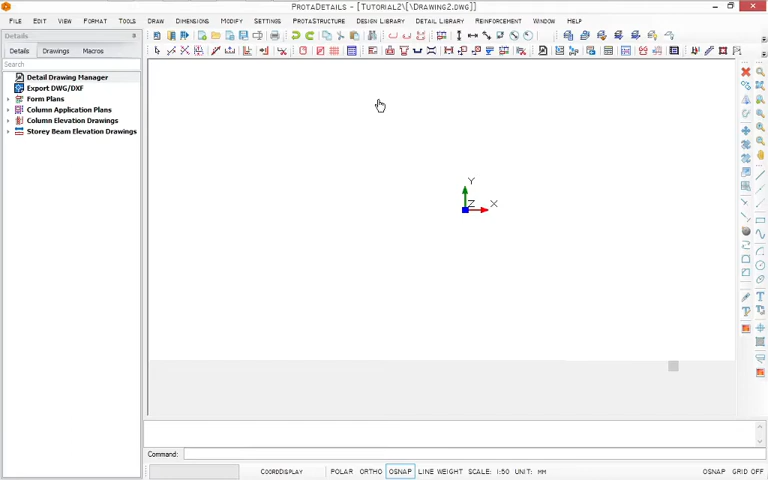 ProtaDetails - [Tutorial2\[\Drawing2.dwg]]
File Edit View Format Tools Draw Dimensions Modify Settings ProtaStructure Design Library Detail Library Reinforcement Window Help
Details
Details Drawings Macros
Search
Detail Drawing Manager
Export DWG/DXF
Form Plans
Column Application Plans
Column Elevation Drawings
Storey Beam Elevation Drawings
Y
Z X
Command:
CoordDisplay POLAR ORTHO OSNAP LINE WEIGHT SCALE: 1:50 UNIT: MM OSNAP GRID OFF